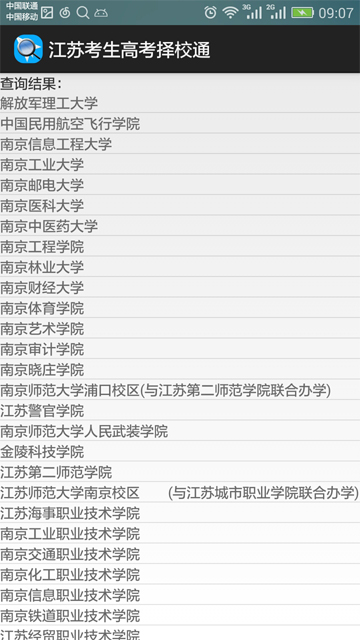 中国联通
中国移动
3G
2G
09:07
江苏考生高考择校通
查询结果：
解放军理工大学
中国民用航空飞行学院
南京信息工程大学
南京工业大学
南京邮电大学
南京医科大学
南京中医药大学
南京工程学院
南京林业大学
南京财经大学
南京体育学院
南京艺术学院
南京审计学院
南京晓庄学院
南京师范大学浦口校区(与江苏第二师范学院联合办学)
江苏警官学院
南京师范大学人民武装学院
金陵科技学院
江苏第二师范学院
江苏师范大学南京校区 (与江苏城市职业学院联合办学)
江苏海事职业技术学院
南京工业职业技术学院
南京交通职业技术学院
南京化工职业技术学院
南京信息职业技术学院
南京铁道职业技术学院
江苏经贸职业技术学院